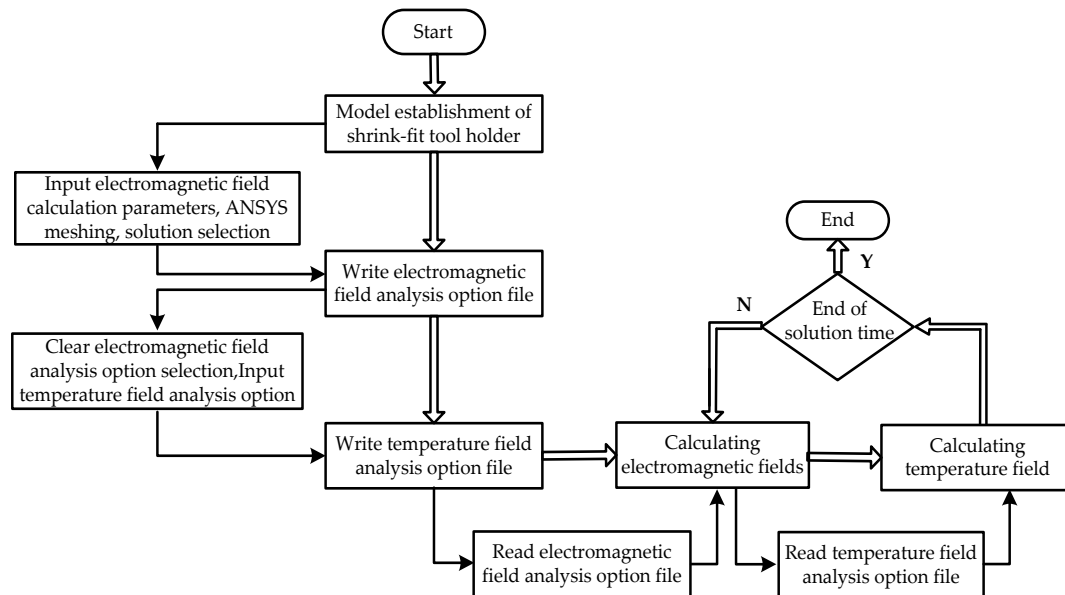 Start
Model establishment of
shrink-fit tool holder
Input electromagnetic field
calculation parameters, ANSYS
meshing, solution selection
Write electromagnetic
field analysis option file
Clear electromagnetic field
analysis option selection,Input
temperature field analysis option
Write temperature field
analysis option file
Read electromagnetic
field analysis option file
Calculating
electromagnetic fields
Read temperature field
analysis option file
Calculating
temperature field
End of
solution time
N
Y
End